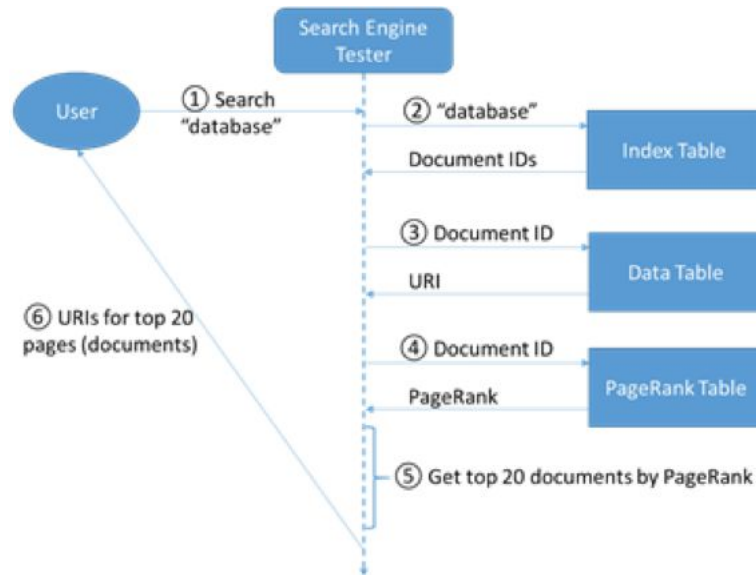 Search Engine
Tester
User
① Search
“database”
② “database”
Index Table
Document IDs
③ Document ID
Data Table
URI
⑥ URIs for top 20
pages (documents)
④ Document ID
PageRank Table
PageRank
⑤ Get top 20 documents by PageRank